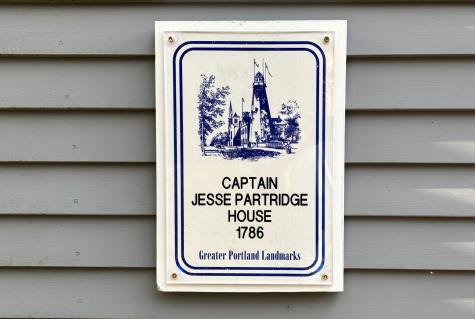 CAPTAIN
JESSE PARTRIDGE
HOUSE
1786
Greater Portland Landmarks